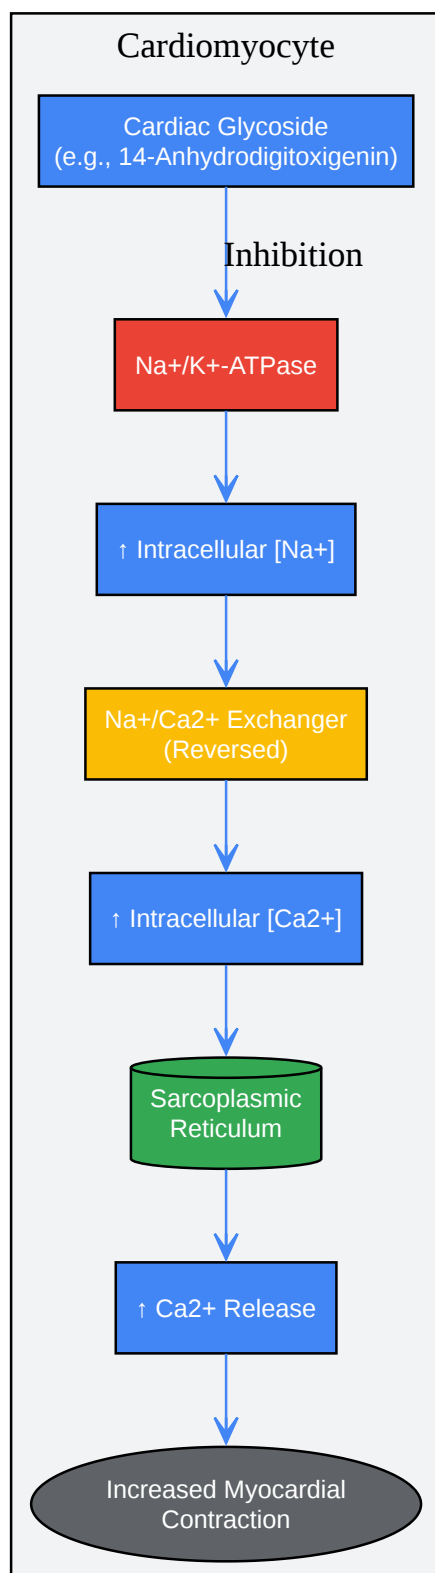 Cardiomyocyte
Cardiac Glycoside
(e.g., 14-Anhydrodigitoxigenin)
Inhibition
Na+/K+-ATPase
↑ Intracellular [Na+]
Na+/Ca2+ Exchanger
(Reversed)
↑ Intracellular [Ca2+]
Sarcoplasmic
Reticulum
↑ Ca2+ Release
Increased Myocardial
Contraction